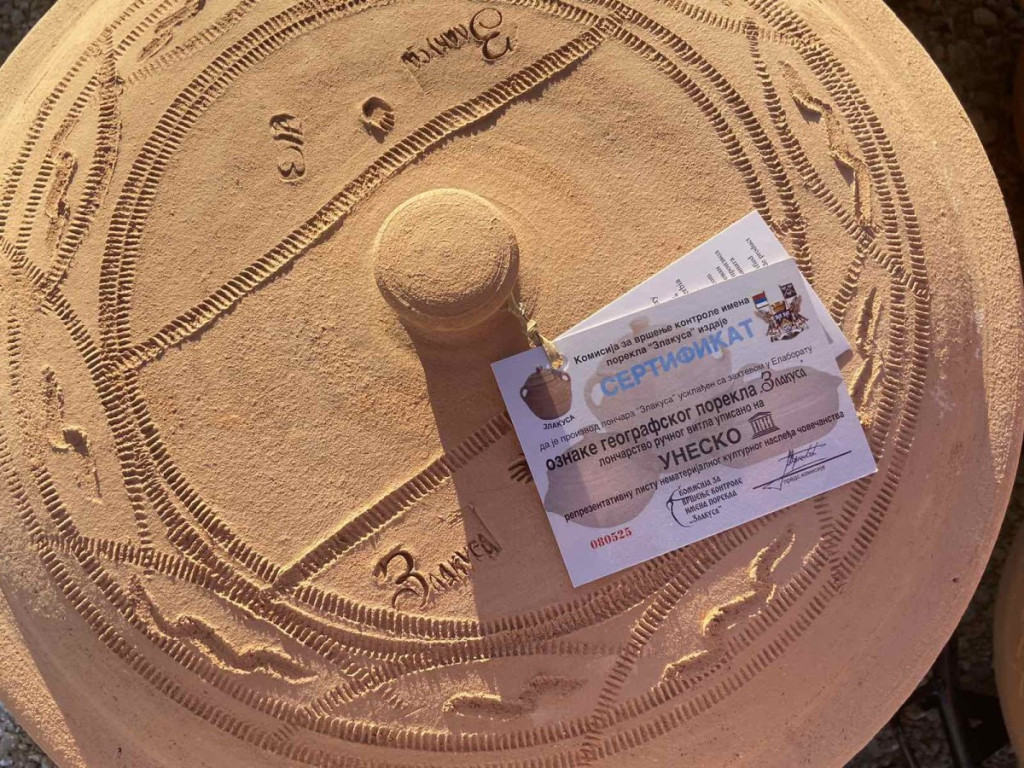 Злакуса
Комисија за вршење контроле имена
порекла "Злакуса" издаје
СЕРТИФИКАТ
ЗЛАКУСА
да је производ лончара "Злакуса" усклађен са захтевом у Елаборату
ознаке географског порекла Злакуса
лончарство ручног витла уписано на
УНЕСКО
репрезентативну листу нематеријалног културног наслеђа човечанства
КОМИСИЈА ЗА
ВРШЕЊЕ КОНТРОЛЕ
ИМЕНА ПОРЕКЛА
"ЗЛАКУСА"
предс. комисије
080525
Злакуса